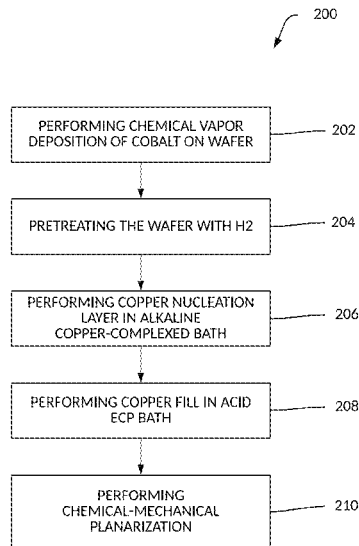 200
PERFORMING CHEMICAL VAPOR
DEPOSITION OF COBALT ON WAFER
202
PRETREATING THE WAFER WITH H2
204
PERFORMING COPPER NUCLEATION
LAYER IN ALKALINE
COPPER-COMPLEXED BATH
206
PERFORMING COPPER FILL IN ACID
ECP BATH
208
PERFORMING
CHEMICAL-MECHANICAL
PLANARIZATION
210